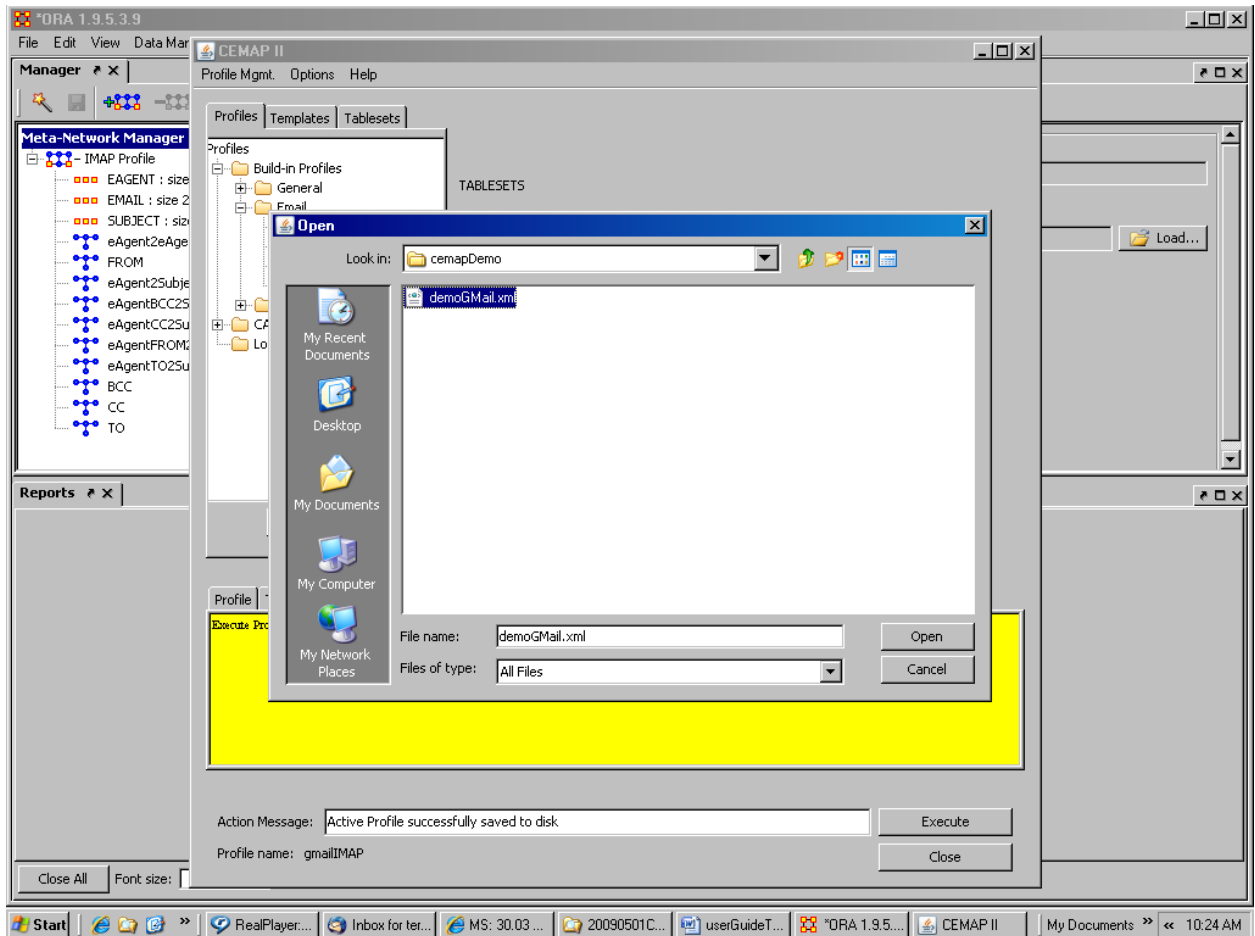 *ORA 1.9.5.3.9
File Edit View Data Mar
Manager
Meta-Network Manager
IMAP Profile
EAGENT : size
EMAIL : size 2
SUBJECT : size
eAgent2eAge
FROM
eAgent2Subje
eAgentBCC2S
eAgentCC2Su
eAgentFROM2
eAgentTO2Su
BCC
CC
TO
Reports
Close All Font size:
CEMAP II
Profile Mgmt. Options Help
Profiles Templates Tablesets
Profiles
Build-in Profiles
General
Email
CA
Lo
TABLESETS
Load...
Open
Look in: cemapDemo
demoGMail.xml
My Recent
Documents
Desktop
My Documents
My Computer
My Network
Places
File name: demoGMail.xml Open
Files of type: All Files Cancel
Profile
Execute Pro
Action Message: Active Profile successfully saved to disk Execute
Profile name: gmailIMAP Close
Start RealPlayer:... Inbox for ter... MS: 30.03 ... 20090501C... userGuideT... *ORA 1.9.5.... CEMAP II My Documents 10:24 AM